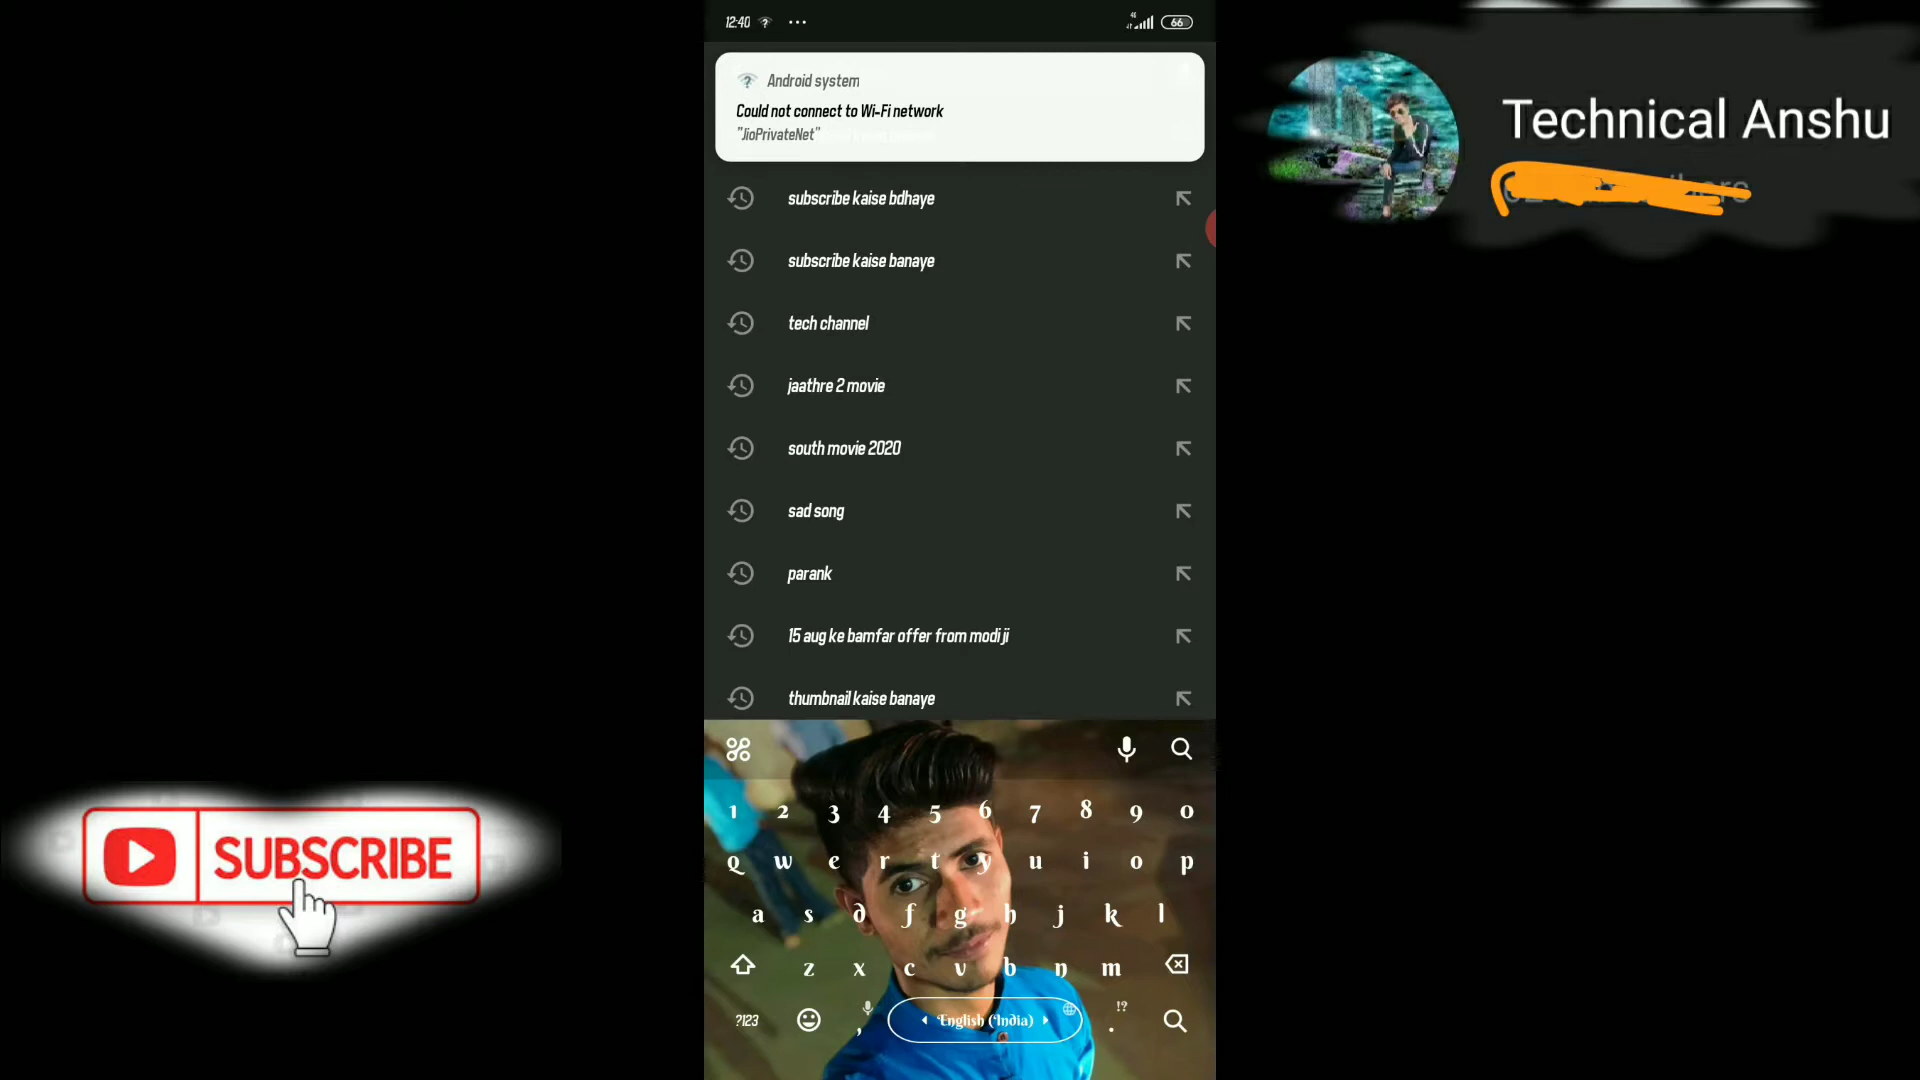 12:40
4G
66
Android system
Could not connect to Wi-Fi network
"JioPrivateNet"
subscribe kaise bdhaye
subscribe kaise banaye
tech channel
jaathre 2 movie
south movie 2020
sad song
parank
15 aug ke bamfar offer from modi ji
thumbnail kaise banaye
1 2 3 4 5 6 7 8 9 0
Q w e r t y u i o p
a s d f g h j k l
z x c v b n m
?123 , English (India) . !?
Technical Anshu
SUBSCRIBE